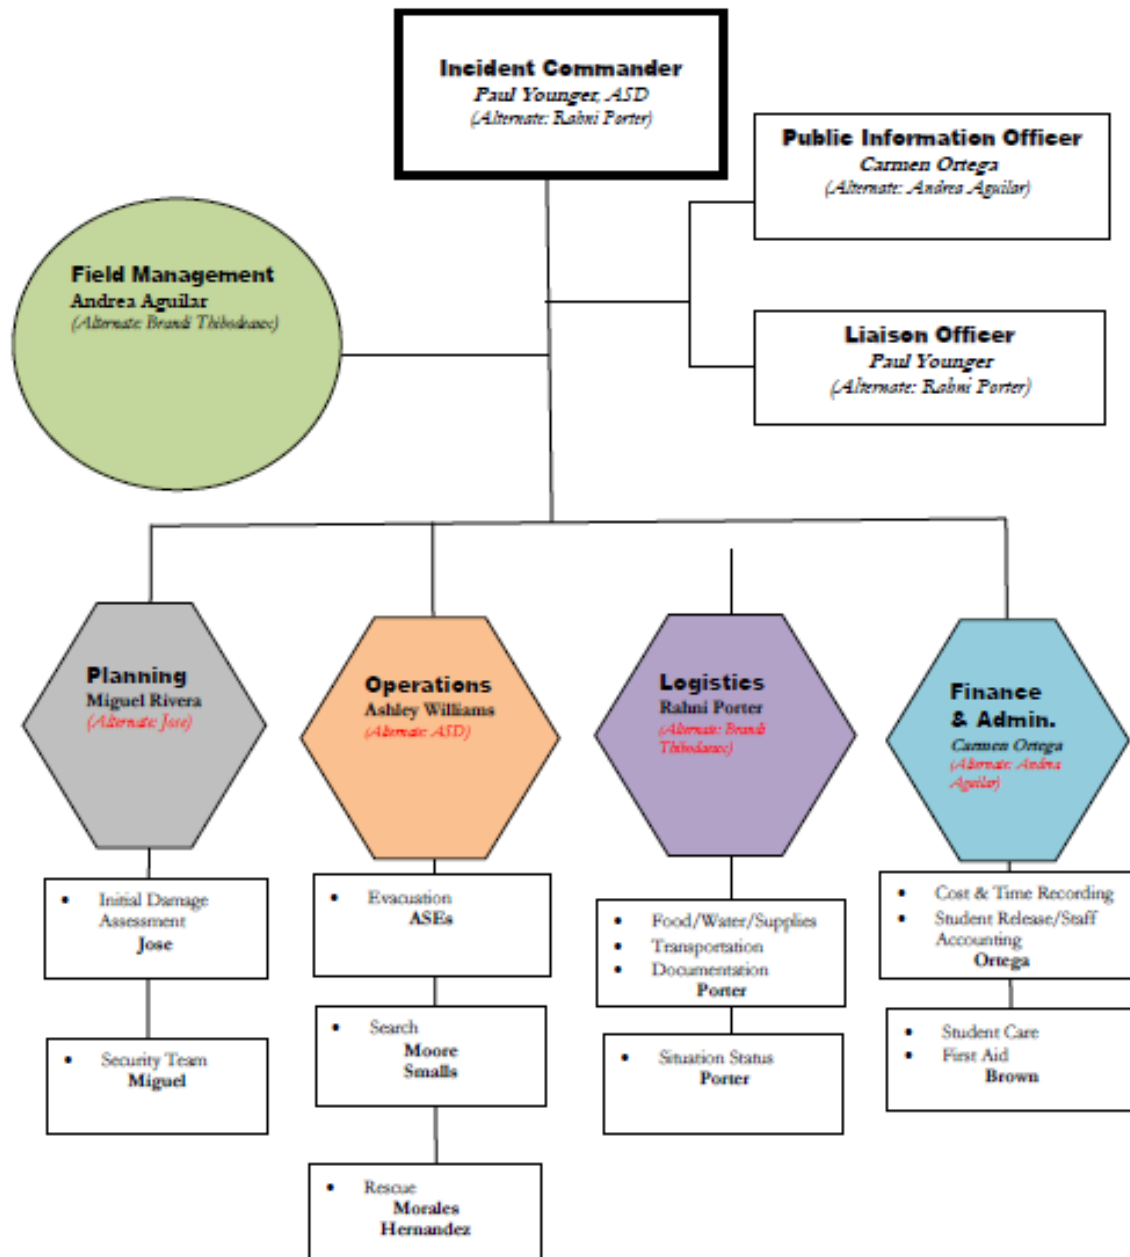 Incident Commander
Paul Younger, ASD
(Alternate: Rahni Porter)
Public Information Officer
Carmen Ortega
(Alternate: Andrea Aguilar)
Field Management
Andrea Aguilar
(Alternate: Brandi Thibodeaux)
Liaison Officer
Paul Younger
(Alternate: Rahni Porter)
Planning
Miguel Rivera
(Alternate: Jose)
Operations
Ashley Williams
(Alternate: ASD)
Logistics
Rahni Porter
(Alternate: Brandi
Thibodaux)
Finance
& Admin.
Carmen Ortega
(Alternate: Andrea
Aguilar)
• Initial Damage
Assessment
Jose
• Security Team
Miguel
• Evacuation
ASEs
• Search
Moore
Smalls
• Rescue
Morales
Hernandez
• Food/Water/Supplies
• Transportation
• Documentation
Porter
• Situation Status
Porter
• Cost & Time Recording
• Student Release/Staff
Accounting
Ortega
• Student Care
• First Aid
Brown